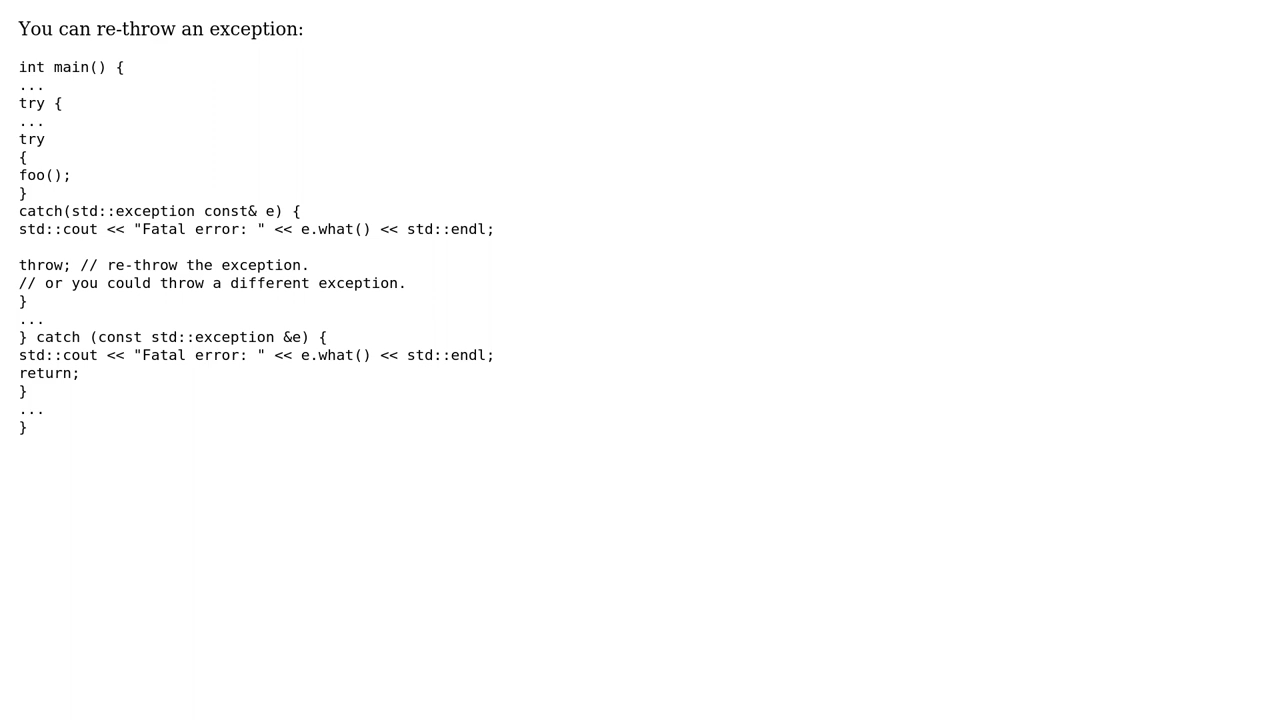 You can re-throw an exception:
int main() {
...
try {
...
try
{
foo();
}
catch(std::exception const& e) {
std::cout << "Fatal error: " << e.what() << std::endl;
throw; // re-throw the exception.
// or you could throw a different exception.
}
...
} catch (const std::exception &e) {
std::cout << "Fatal error: " << e.what() << std::endl;
return;
}
...
}